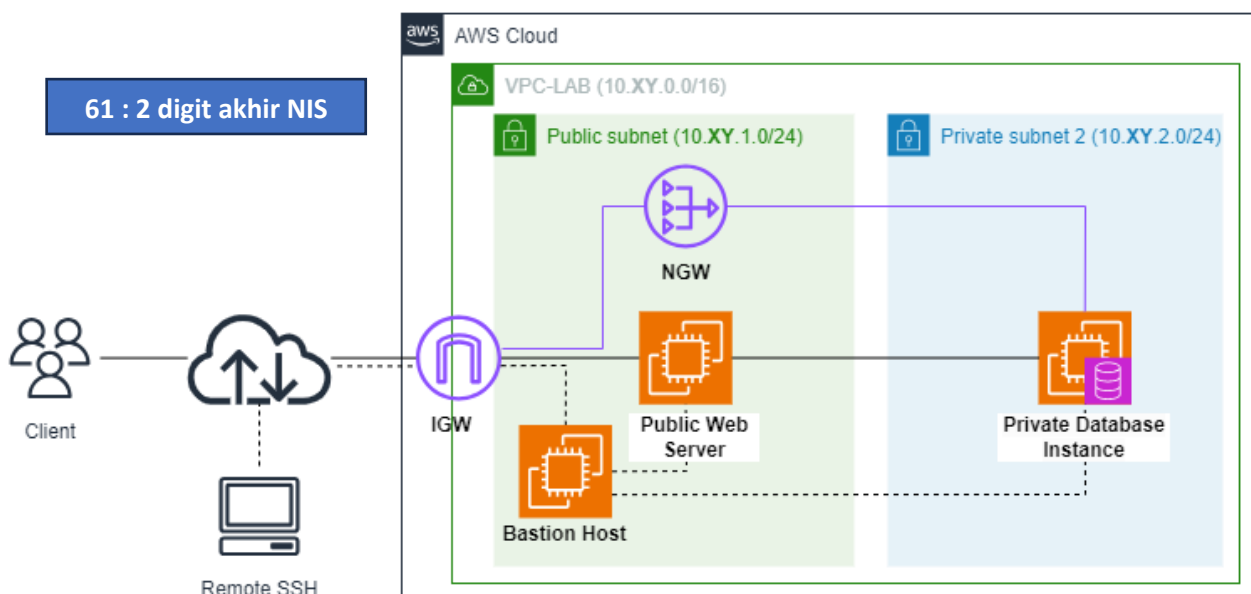 aws
AWS Cloud
61 : 2 digit akhir NIS
VPC-LAB (10.XY.0.0/16)
Public subnet (10.XY.1.0/24)
Private subnet 2 (10.XY.2.0/24)
NGW
Client
IGW
Public Web
Server
Private Database
Instance
Bastion Host
Remote SSH